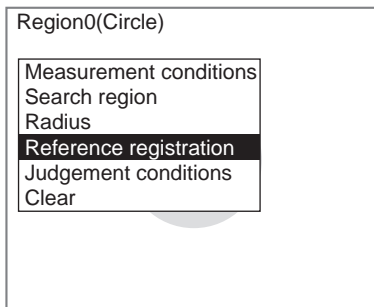 Region0(Circle)
Measurement conditions
Search region
Radius
Reference registration
Judgement conditions
Clear